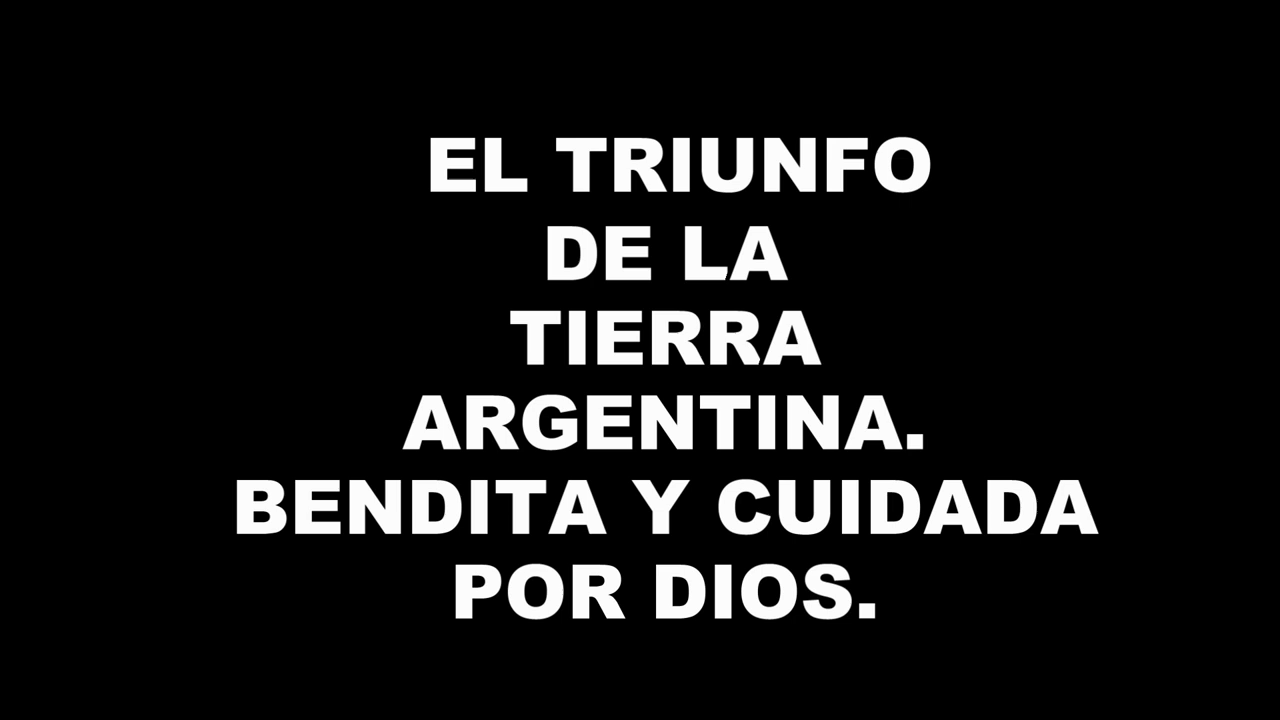 EL TRIUNFO
DE LA
TIERRA
ARGENTINA.
BENDITA Y CUIDADA
POR DIOS.